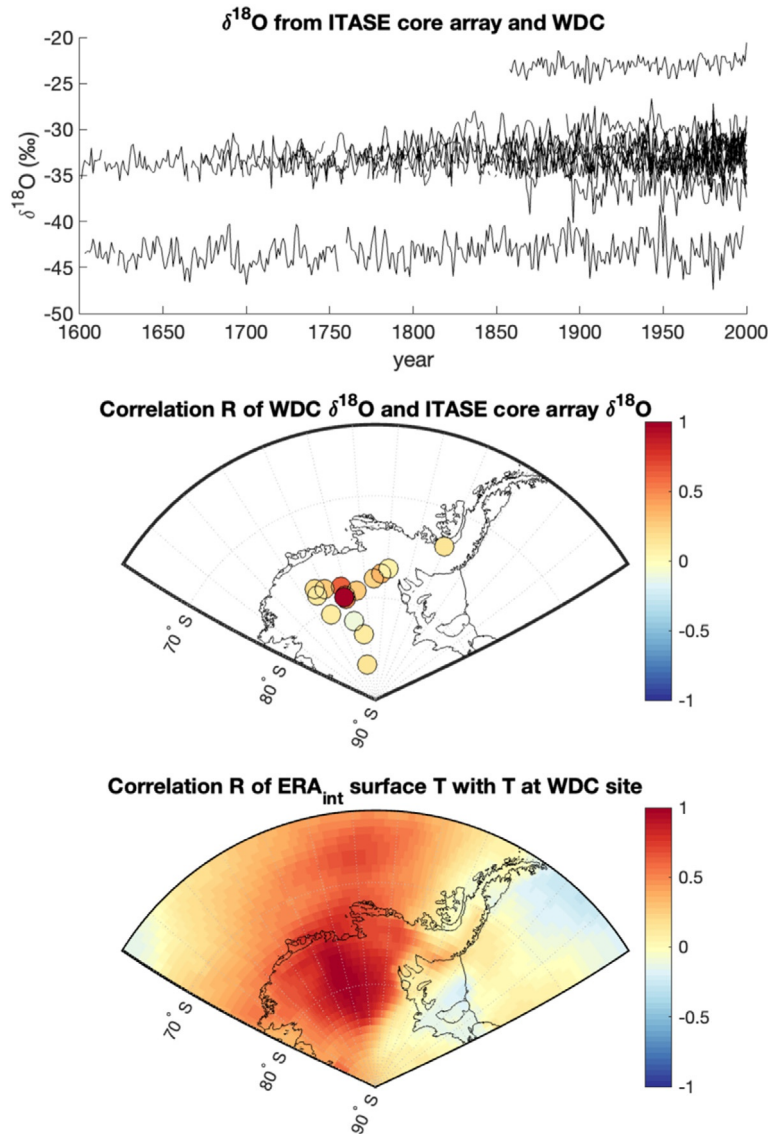 δ¹⁸O from ITASE core array and WDC
-20
-25
-30
-35
-40
-45
-50
δ¹⁸O (‰)
1600 1650 1700 1750 1800 1850 1900 1950 2000
year
Correlation R of WDC δ¹⁸O and ITASE core array δ¹⁸O
1
0.5
0
-0.5
-1
70° S
80° S
90° S
Correlation R of ERA_int surface T with T at WDC site
1
0.5
0
-0.5
-1
70° S
80° S
90° S